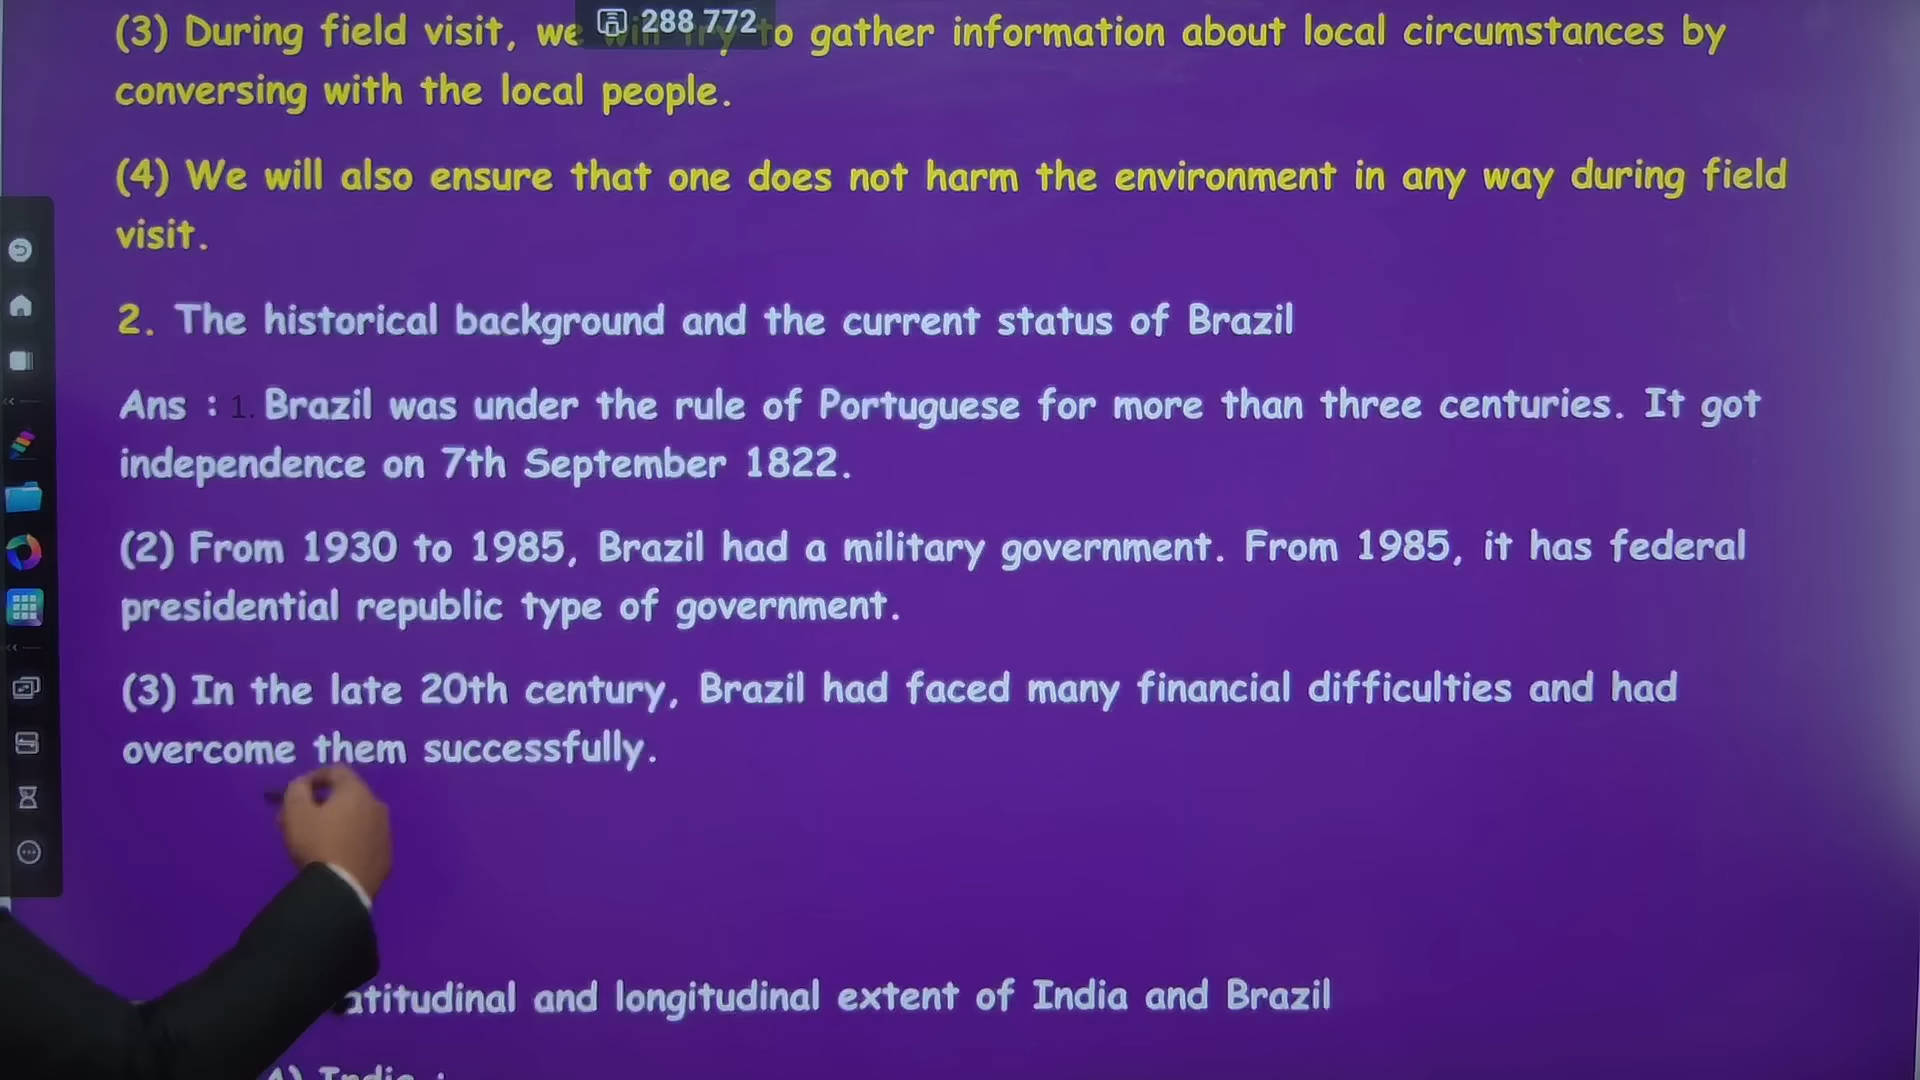 288 772
(3) During field visit, we will try to gather information about local circumstances by
conversing with the local people.
(4) We will also ensure that one does not harm the environment in any way during field
visit.
2. The historical background and the current status of Brazil
Ans : 1. Brazil was under the rule of Portuguese for more than three centuries. It got
independence on 7th September 1822.
(2) From 1930 to 1985, Brazil had a military government. From 1985, it has federal
presidential republic type of government.
(3) In the late 20th century, Brazil had faced many financial difficulties and had
overcome them successfully.
atitudinal and longitudinal extent of India and Brazil
A) India :